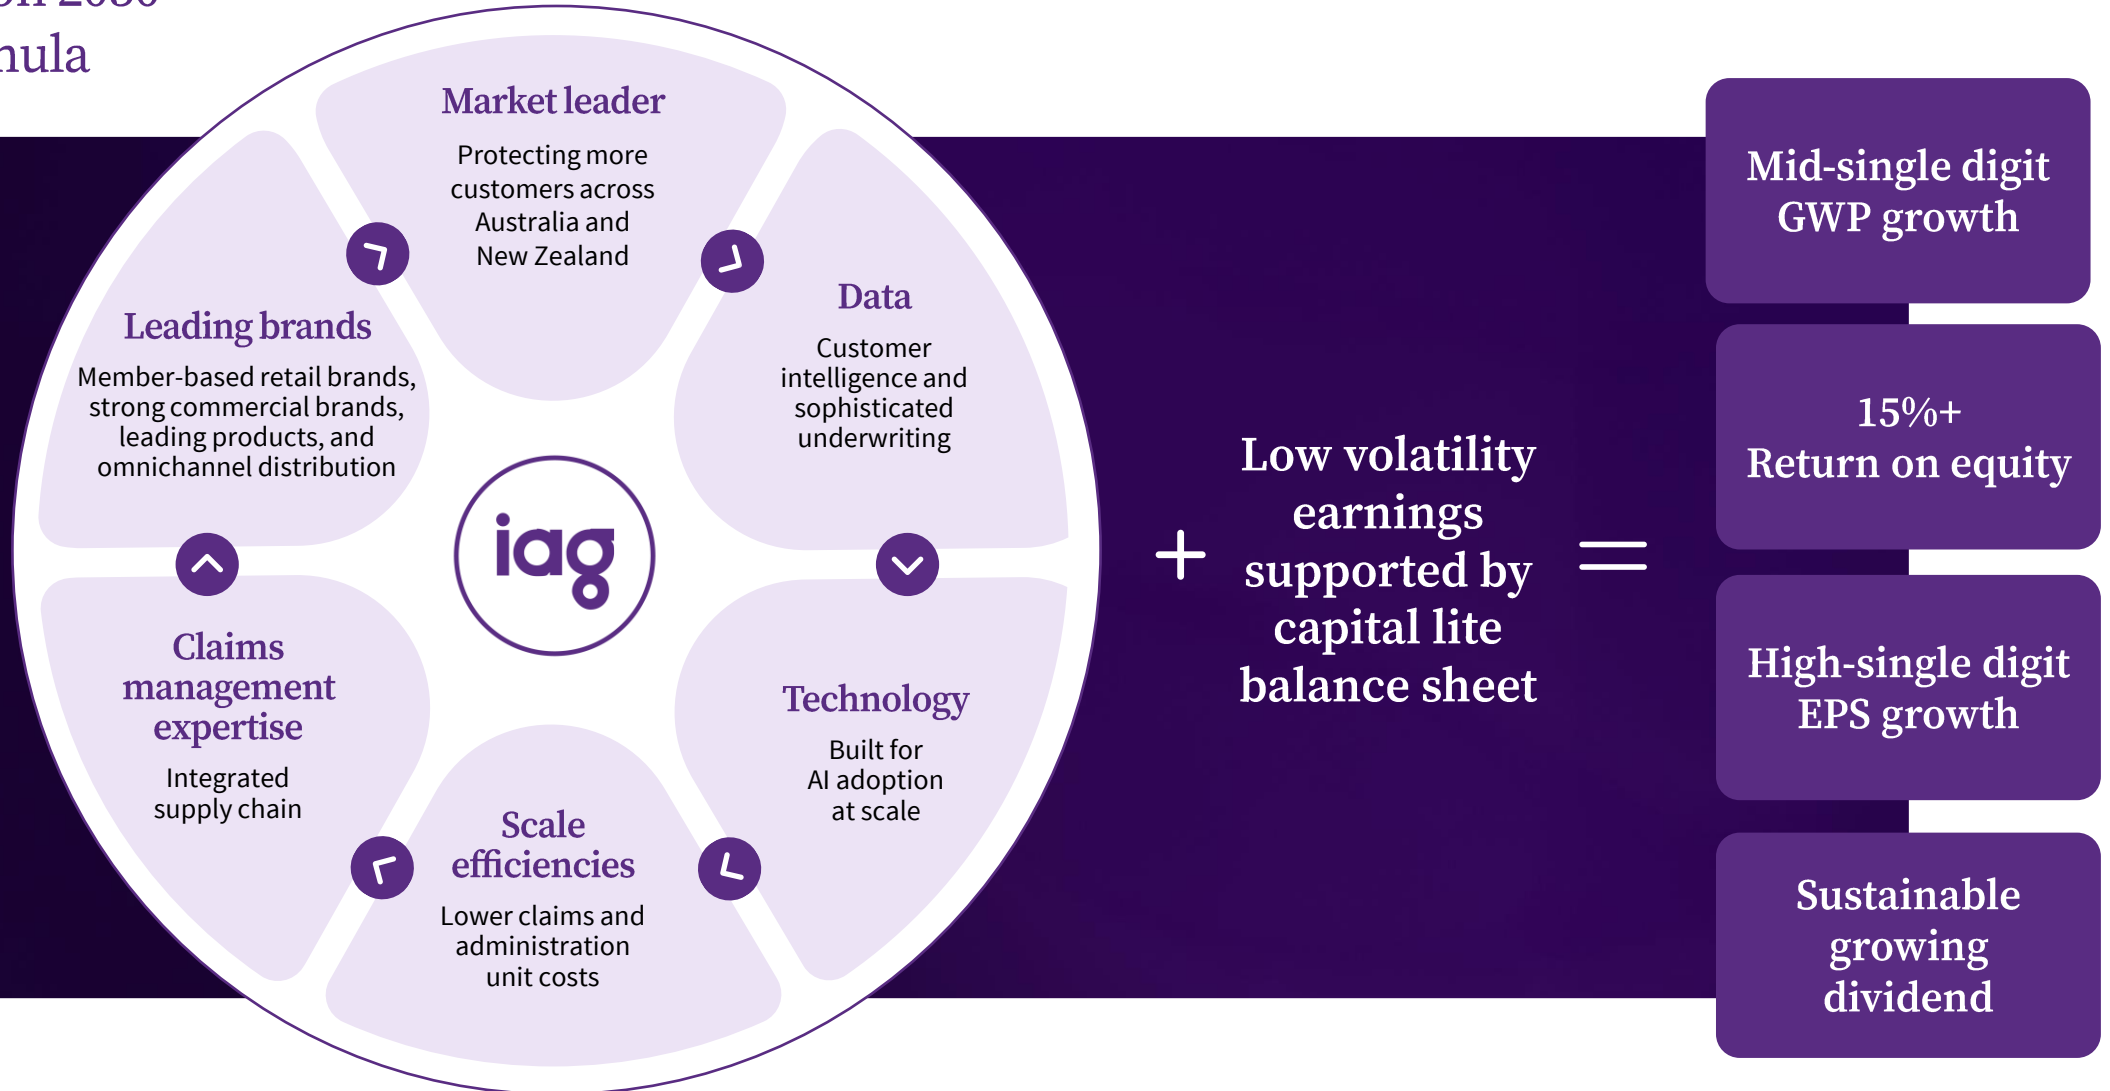 2030
Market leader
Protecting more
customers across
Australia and
New Zealand
Data
Customer
intelligence and
sophisticated
underwriting
Technology
Built for
AI adoption
at scale
Scale
efficiencies
Lower claims and
administration
unit costs
Claims
management
expertise
Integrated
supply chain
Leading brands
Member-based retail brands,
strong commercial brands,
leading products, and
omnichannel distribution
iag
+
Low volatility
earnings
supported by
capital lite
balance sheet
=
Mid-single digit
GWP growth
15%+
Return on equity
High-single digit
EPS growth
Sustainable
growing
dividend